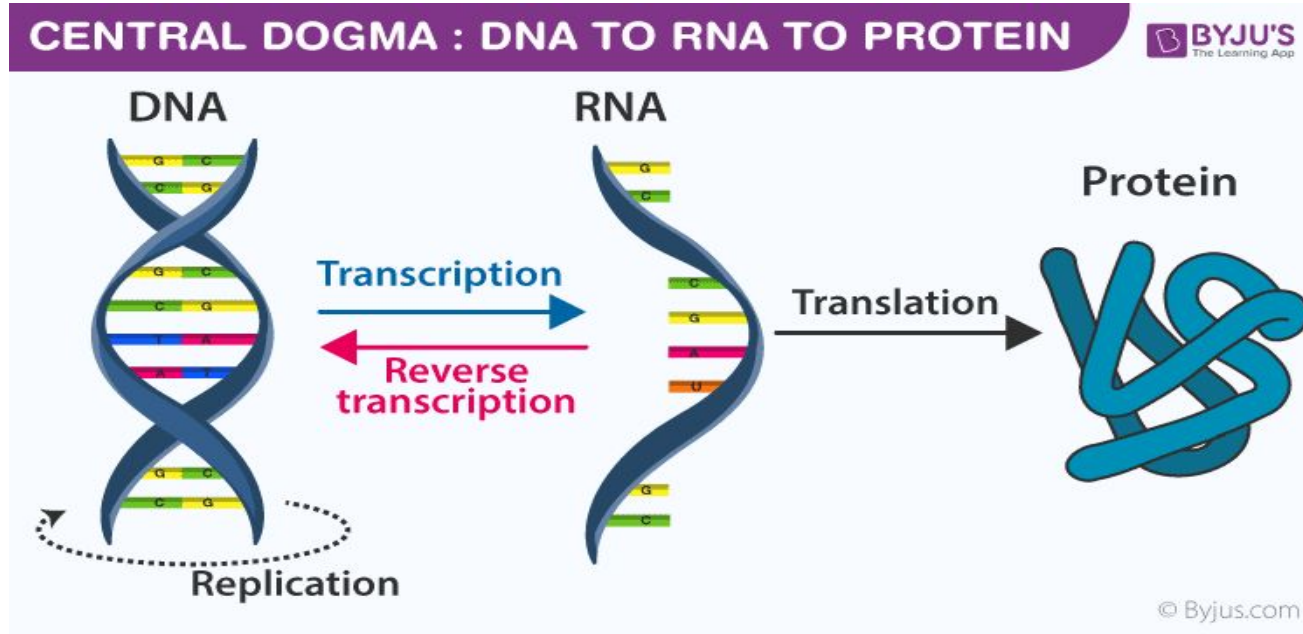 CENTRAL DOGMA : DNA TO RNA TO PROTEIN
BYJU'S
The Learning App
DNA
RNA
Protein
G C
C G
G C
C G
T A
A T
G C
C G
Transcription
Reverse
transcription
G
C
C
G
A
U
G
C
Translation
Replication
© Byjus.com